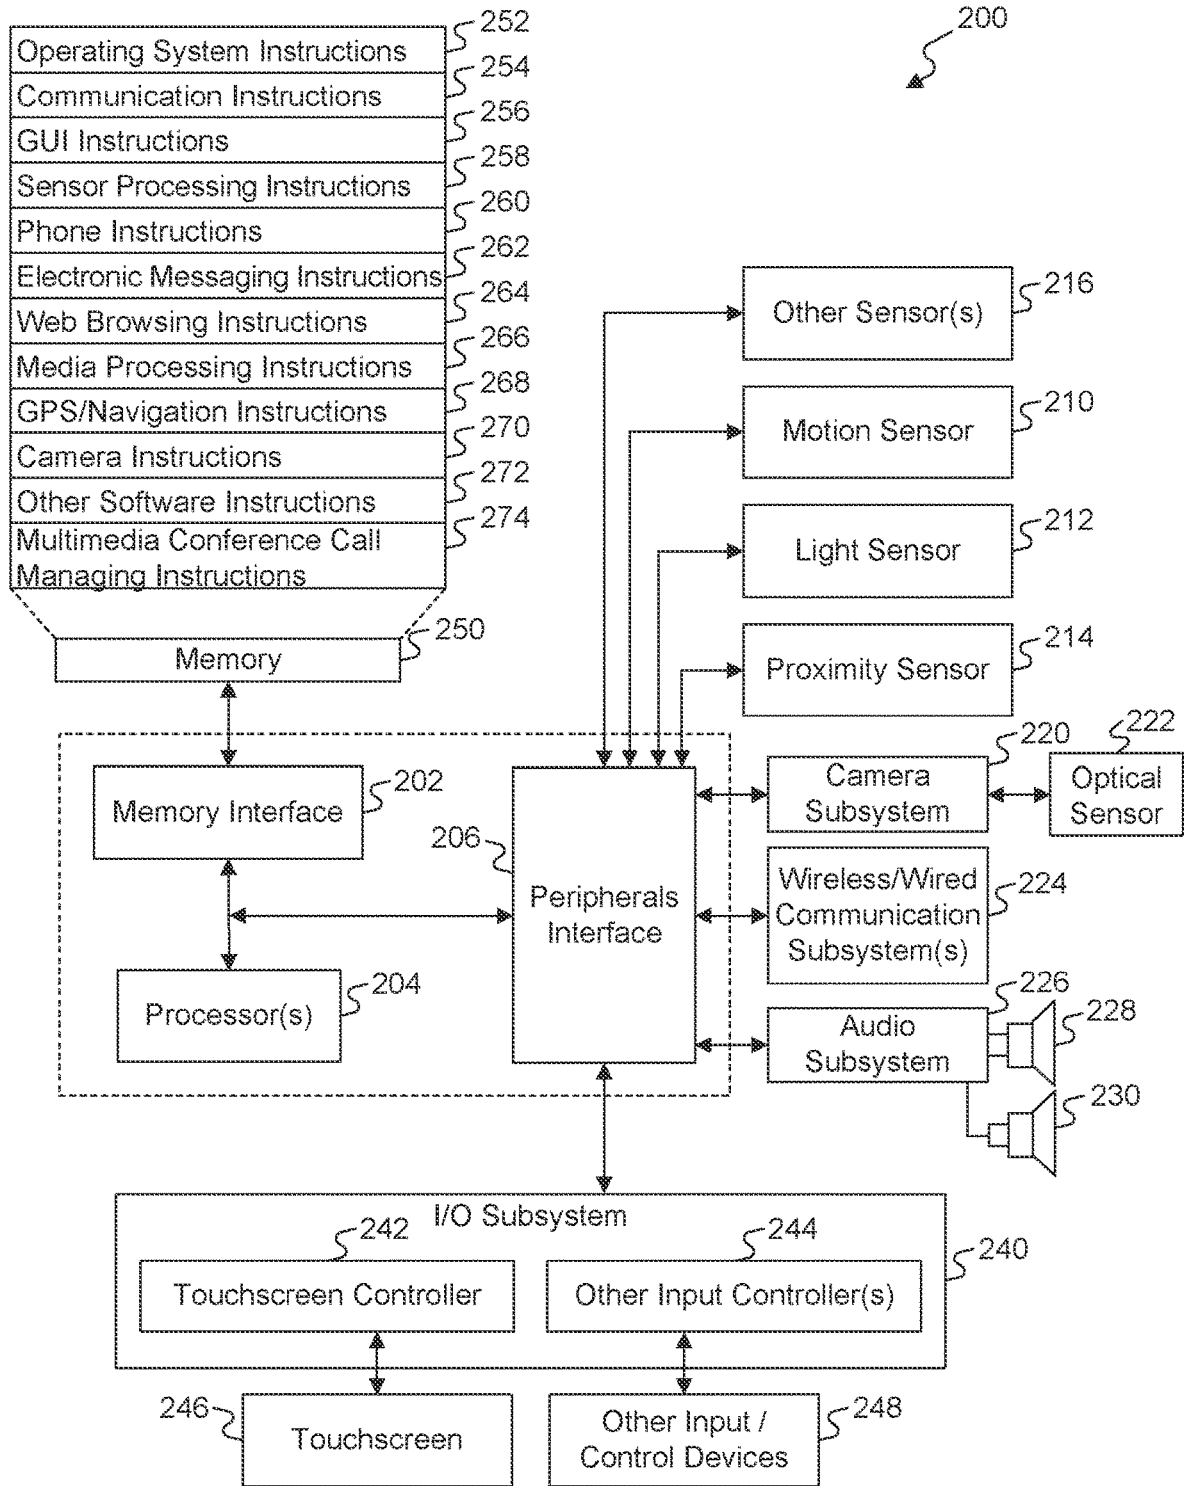 200
252
Operating System Instructions
254
Communication Instructions
256
GUI Instructions
258
Sensor Processing Instructions
260
Phone Instructions
262
Electronic Messaging Instructions
264
Web Browsing Instructions
266
Media Processing Instructions
268
GPS/Navigation Instructions
270
Camera Instructions
272
Other Software Instructions
274
Multimedia Conference Call
Managing Instructions
250
Memory
216
Other Sensor(s)
210
Motion Sensor
212
Light Sensor
214
Proximity Sensor
202
Memory Interface
206
Peripherals
Interface
204
Processor(s)
220
Camera
Subsystem
222
Optical
Sensor
224
Wireless/Wired
Communication
Subsystem(s)
226
Audio
Subsystem
228
230
I/O Subsystem
240
242
Touchscreen Controller
244
Other Input Controller(s)
246
Touchscreen
248
Other Input /
Control Devices